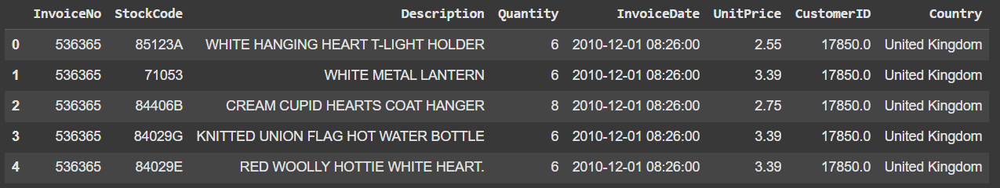 InvoiceNo StockCode Description Quantity InvoiceDate UnitPrice CustomerID Country
0 536365 85123A WHITE HANGING HEART T-LIGHT HOLDER 6 2010-12-01 08:26:00 2.55 17850.0 United Kingdom
1 536365 71053 WHITE METAL LANTERN 6 2010-12-01 08:26:00 3.39 17850.0 United Kingdom
2 536365 84406B CREAM CUPID HEARTS COAT HANGER 8 2010-12-01 08:26:00 2.75 17850.0 United Kingdom
3 536365 84029G KNITTED UNION FLAG HOT WATER BOTTLE 6 2010-12-01 08:26:00 3.39 17850.0 United Kingdom
4 536365 84029E RED WOOLLY HOTTIE WHITE HEART. 6 2010-12-01 08:26:00 3.39 17850.0 United Kingdom